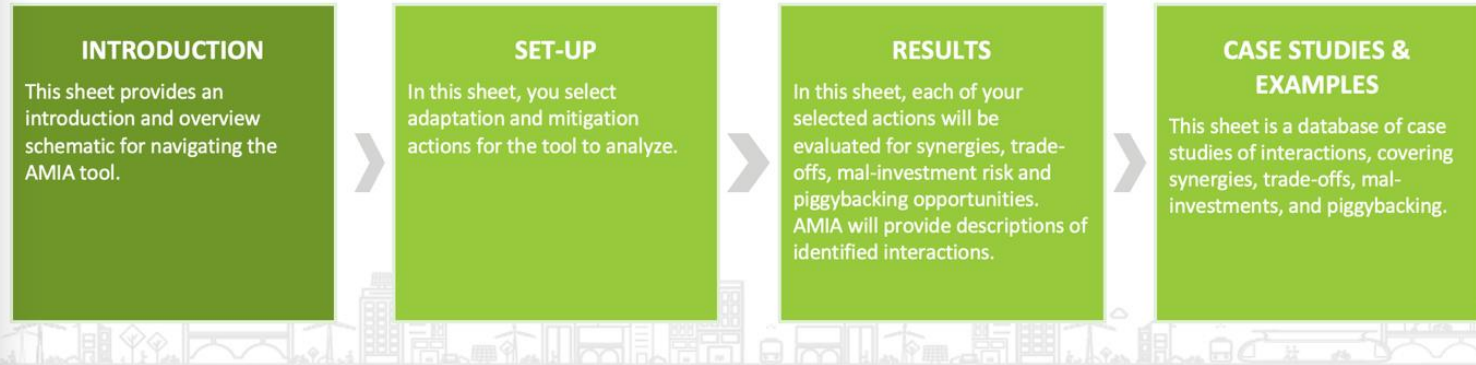 INTRODUCTION
This sheet provides an
introduction and overview
schematic for navigating the
AMIA tool.
SET-UP
In this sheet, you select
adaptation and mitigation
actions for the tool to analyze.
RESULTS
In this sheet, each of your
selected actions will be
evaluated for synergies, trade-
offs, mal-investment risk and
piggybacking opportunities.
AMIA will provide descriptions of
identified interactions.
CASE STUDIES &
EXAMPLES
This sheet is a database of case
studies of interactions, covering
synergies, trade-offs, mal-
investments, and piggybacking.